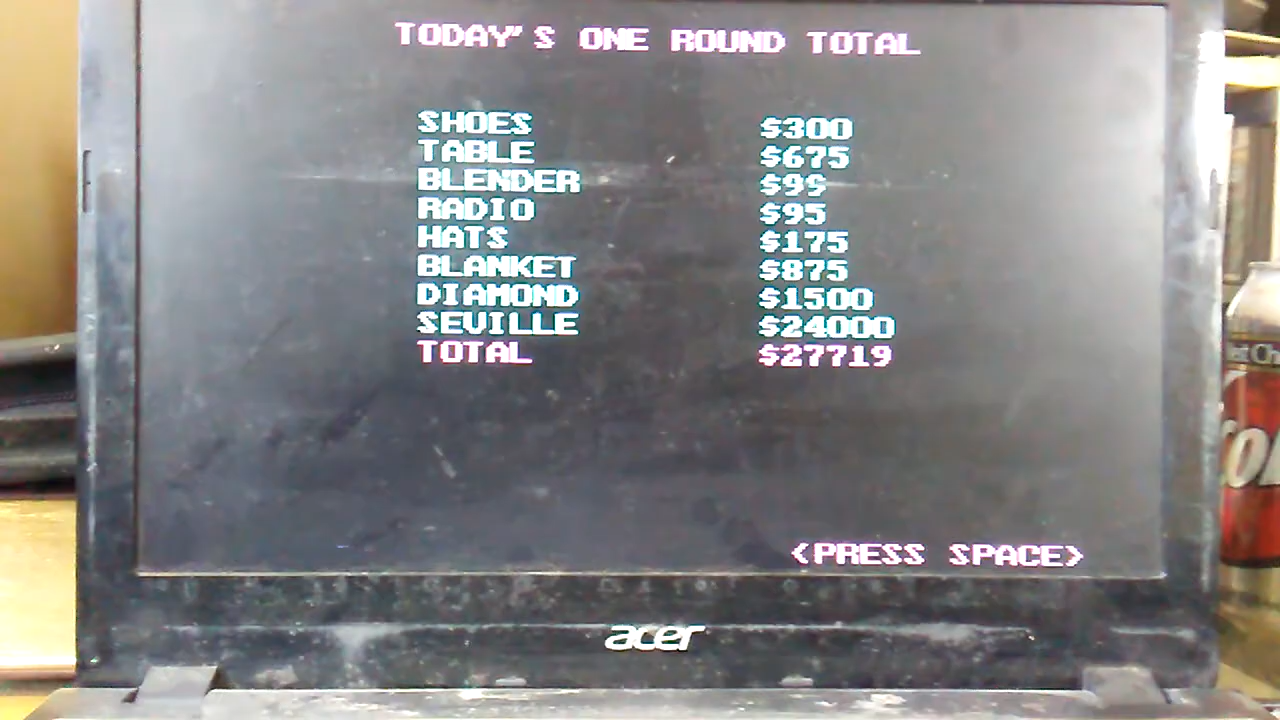 TODAY'S ONE ROUND TOTAL
SHOES $300
TABLE $675
BLENDER $99
RADIO $95
HATS $175
BLANKET $875
DIAMOND $1500
SEVILLE $24000
TOTAL $27719
<PRESS SPACE>
acer